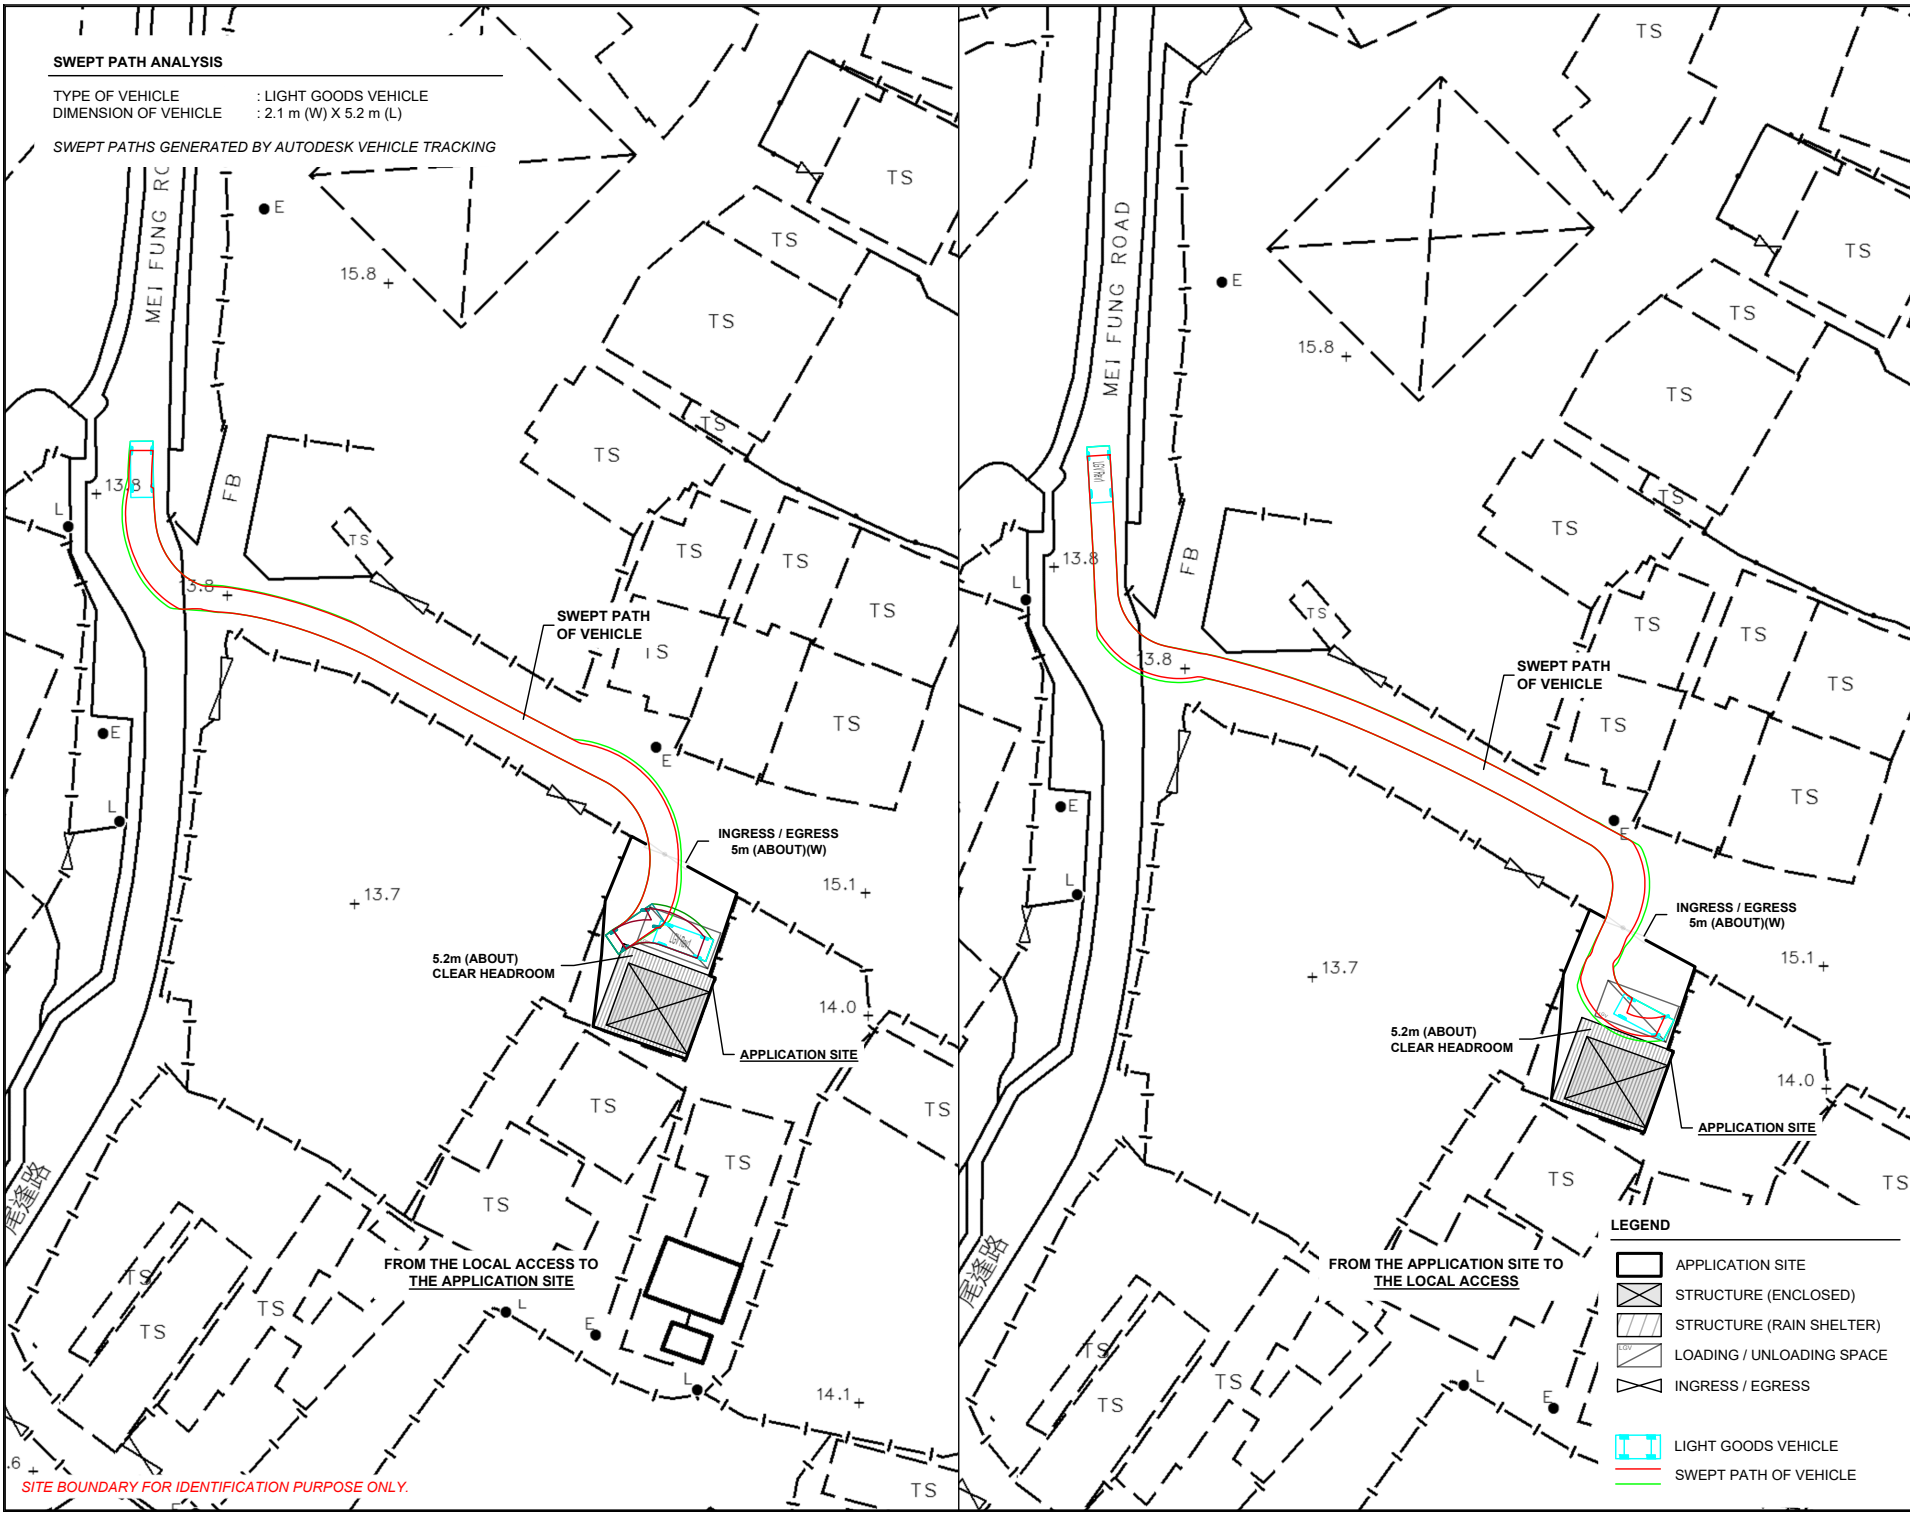 SWEPT PATH ANALYSIS
TYPE OF VEHICLE : LIGHT GOODS VEHICLE
DIMENSION OF VEHICLE : 2.1 m (W) X 5.2 m (L)
SWEPT PATHS GENERATED BY AUTODESK VEHICLE TRACKING
E
TS
TS
15.8
TS
TS
TS
13.8
L
FB
TS
TS
TS
13.8
TS
SWEPT PATH
OF VEHICLE
TS
E
E
L
INGRESS / EGRESS
5m (ABOUT)(W)
13.7
15.1
5.2m (ABOUT)
CLEAR HEADROOM
14.0
APPLICATION SITE
TS
TS
TS
TS
尾逢路
FROM THE LOCAL ACCESS TO
THE APPLICATION SITE
TS
TS
TS
L
E
L
14.1
.6
TS
SITE BOUNDARY FOR IDENTIFICATION PURPOSE ONLY.
TS
MEI FUNG ROAD
E
TS
TS
15.8
TS
TS
TS
13.8
L
FB
TS
TS
TS
13.8
TS
TS
SWEPT PATH
OF VEHICLE
TS
E
E
L
INGRESS / EGRESS
5m (ABOUT)(W)
13.7
15.1
5.2m (ABOUT)
CLEAR HEADROOM
14.0
APPLICATION SITE
TS
TS
尾逢路
FROM THE APPLICATION SITE TO
THE LOCAL ACCESS
TS
TS
TS
L
E
LEGEND
APPLICATION SITE
STRUCTURE (ENCLOSED)
STRUCTURE (RAIN SHELTER)
LGV
LOADING / UNLOADING SPACE
INGRESS / EGRESS
LIGHT GOODS VEHICLE
SWEPT PATH OF VEHICLE